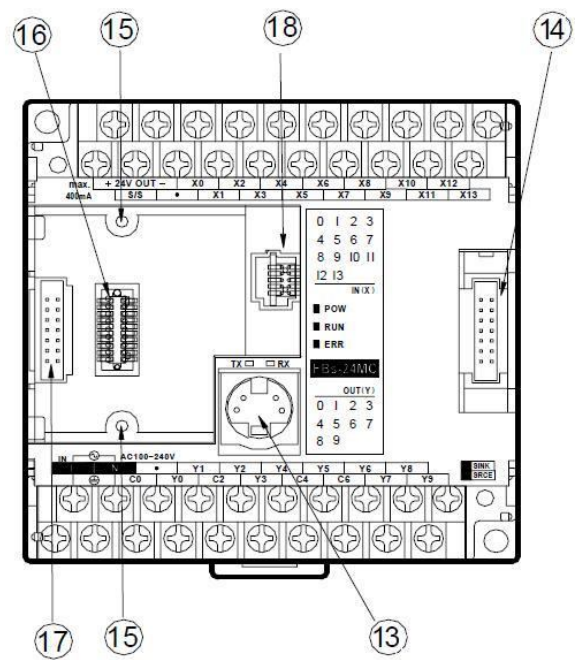 16 15 18 14
max. + 24V OUT − X0 X2 X4 X6 X8 X10 X12
400mA S/S • X1 X3 X5 X7 X9 X11 X13
0 1 2 3
4 5 6 7
8 9 10 11
12 13
IN(X)
POW
RUN
ERR
TX RX
FBs-24MC
OUT(Y)
0 1 2 3
4 5 6 7
8 9
IN AC100~240V
N • Y1 Y2 Y4 Y5 Y6 Y8
C0 Y0 C2 Y3 C4 C6 Y7 Y9
SINK
SRCE
17 15 13